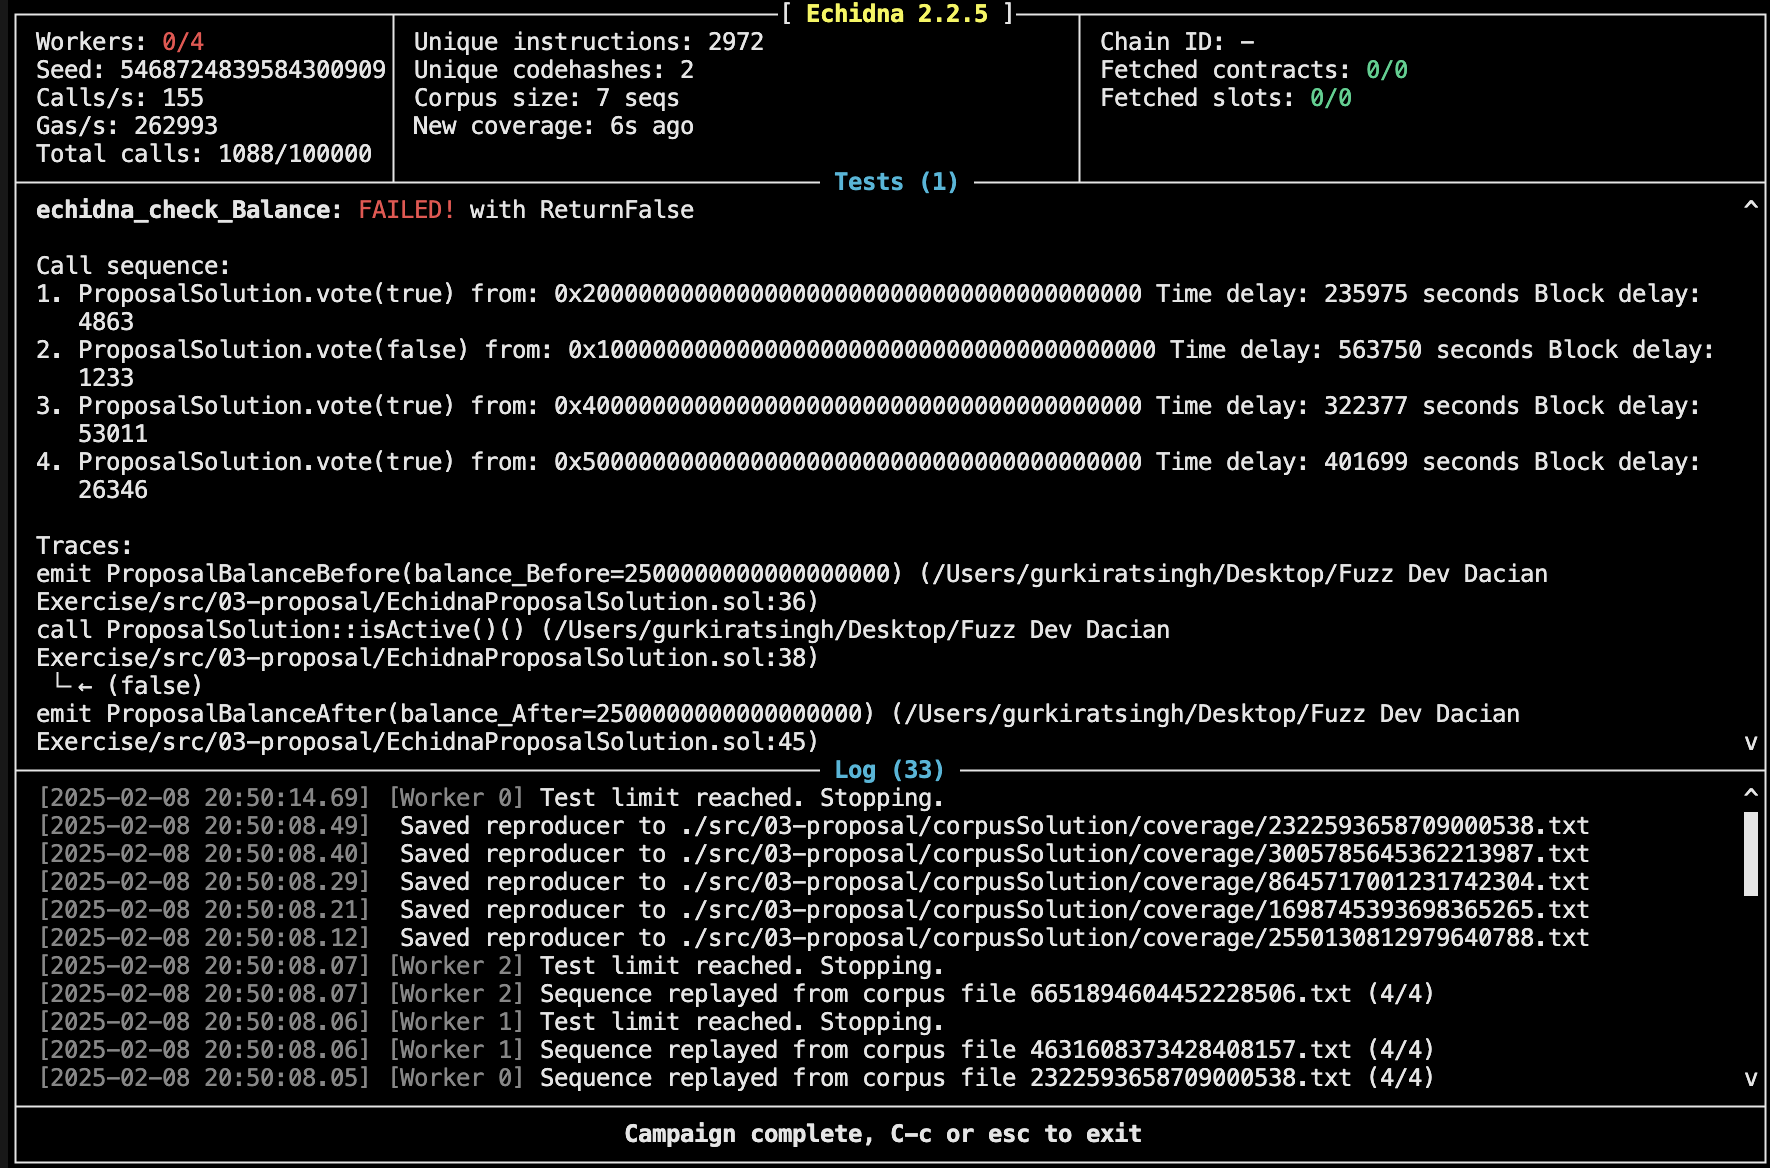 [ Echidna 2.2.5 ]
Workers: 0/4
Seed: 5468724839584300909
Calls/s: 155
Gas/s: 262993
Total calls: 1088/100000
Unique instructions: 2972
Unique codehashes: 2
Corpus size: 7 seqs
New coverage: 6s ago
Chain ID: –
Fetched contracts: 0/0
Fetched slots: 0/0
Tests (1)
echidna_check_Balance: FAILED! with ReturnFalse
Call sequence:
1. ProposalSolution.vote(true) from: 0x2000000000000000000000000000000000000000 Time delay: 235975 seconds Block delay:
4863
2. ProposalSolution.vote(false) from: 0x1000000000000000000000000000000000000000 Time delay: 563750 seconds Block delay:
1233
3. ProposalSolution.vote(true) from: 0x4000000000000000000000000000000000000000 Time delay: 322377 seconds Block delay:
53011
4. ProposalSolution.vote(true) from: 0x5000000000000000000000000000000000000000 Time delay: 401699 seconds Block delay:
26346
Traces:
emit ProposalBalanceBefore(balance_Before=2500000000000000000) (/Users/gurkiratsingh/Desktop/Fuzz Dev Dacian
Exercise/src/03-proposal/EchidnaProposalSolution.sol:36)
call ProposalSolution::isActive()() (/Users/gurkiratsingh/Desktop/Fuzz Dev Dacian
Exercise/src/03-proposal/EchidnaProposalSolution.sol:38)
└╴← (false)
emit ProposalBalanceAfter(balance_After=2500000000000000000) (/Users/gurkiratsingh/Desktop/Fuzz Dev Dacian
Exercise/src/03-proposal/EchidnaProposalSolution.sol:45)
Log (33)
[2025-02-08 20:50:14.69] [Worker 0] Test limit reached. Stopping.
[2025-02-08 20:50:08.49]  Saved reproducer to ./src/03-proposal/corpusSolution/coverage/2322593658709000538.txt
[2025-02-08 20:50:08.40]  Saved reproducer to ./src/03-proposal/corpusSolution/coverage/3005785645362213987.txt
[2025-02-08 20:50:08.29]  Saved reproducer to ./src/03-proposal/corpusSolution/coverage/8645717001231742304.txt
[2025-02-08 20:50:08.21]  Saved reproducer to ./src/03-proposal/corpusSolution/coverage/1698745393698365265.txt
[2025-02-08 20:50:08.12]  Saved reproducer to ./src/03-proposal/corpusSolution/coverage/2550130812979640788.txt
[2025-02-08 20:50:08.07] [Worker 2] Test limit reached. Stopping.
[2025-02-08 20:50:08.07] [Worker 2] Sequence replayed from corpus file 6651894604452228506.txt (4/4)
[2025-02-08 20:50:08.06] [Worker 1] Test limit reached. Stopping.
[2025-02-08 20:50:08.06] [Worker 1] Sequence replayed from corpus file 4631608373428408157.txt (4/4)
[2025-02-08 20:50:08.05] [Worker 0] Sequence replayed from corpus file 2322593658709000538.txt (4/4)
Campaign complete, C-c or esc to exit